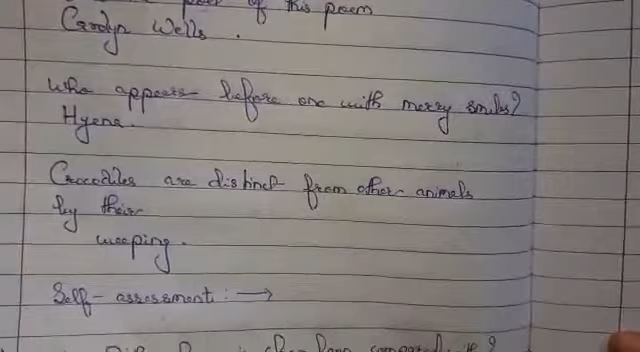 of this poem
Carolyn Wells .
Who appears before one with merry smiles?
Hyena.
Crocodiles are distinct from other animals
by their
weeping.
Self-assessment : →